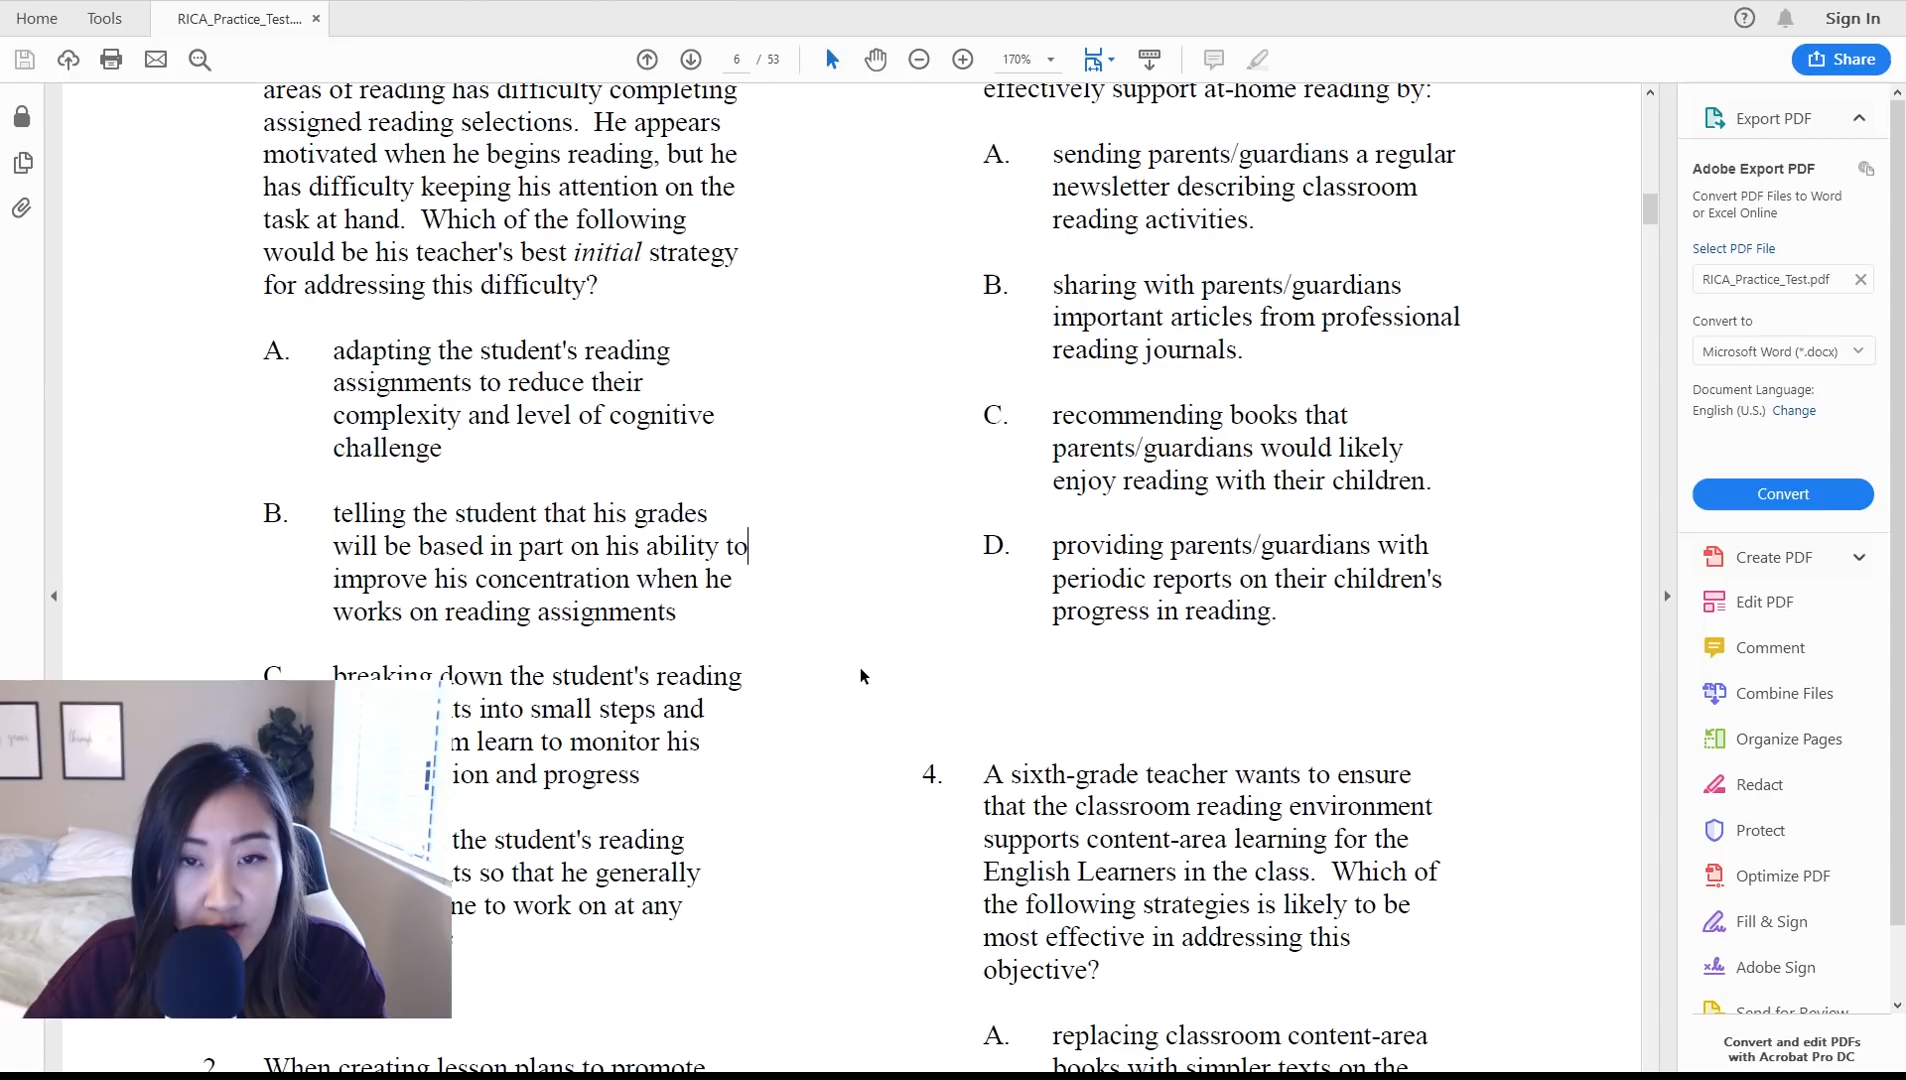 Home
Tools
RICA_Practice_Test....
Sign In
6 / 53
170%
Share
areas of reading has difficulty completing
assigned reading selections. He appears
motivated when he begins reading, but he
has difficulty keeping his attention on the
task at hand. Which of the following
would be his teacher's best initial strategy
for addressing this difficulty?
A. adapting the student's reading
assignments to reduce their
complexity and level of cognitive
challenge
B. telling the student that his grades
will be based in part on his ability to
improve his concentration when he
works on reading assignments
C. breaking down the student's reading
ts into small steps and
m learn to monitor his
ion and progress
the student's reading
ts so that he generally
ne to work on at any
2. When creating lesson plans to promote
effectively support at-home reading by:
A. sending parents/guardians a regular
newsletter describing classroom
reading activities.
B. sharing with parents/guardians
important articles from professional
reading journals.
C. recommending books that
parents/guardians would likely
enjoy reading with their children.
D. providing parents/guardians with
periodic reports on their children's
progress in reading.
4. A sixth-grade teacher wants to ensure
that the classroom reading environment
supports content-area learning for the
English Learners in the class. Which of
the following strategies is likely to be
most effective in addressing this
objective?
A. replacing classroom content-area
books with simpler texts on the
Export PDF
Adobe Export PDF
Convert PDF Files to Word
or Excel Online
Select PDF File
RICA_Practice_Test.pdf
Convert to
Microsoft Word (*.docx)
Document Language:
English (U.S.) Change
Convert
Create PDF
Edit PDF
Comment
Combine Files
Organize Pages
Redact
Protect
Optimize PDF
Fill & Sign
Adobe Sign
Send for Review
Convert and edit PDFs
with Acrobat Pro DC